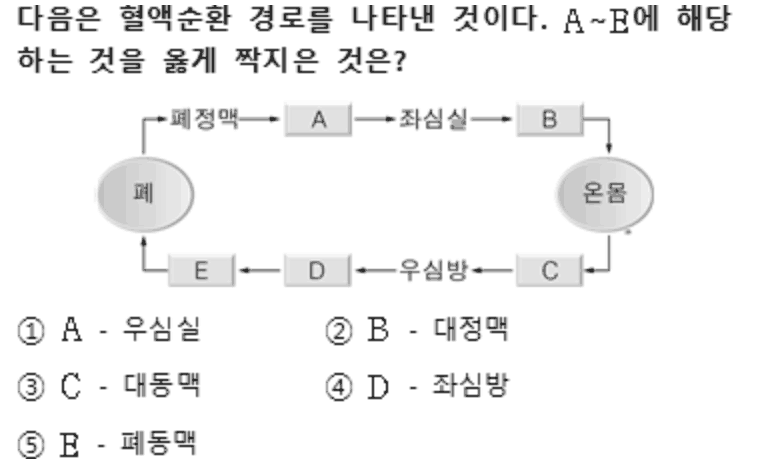 다음은 혈액순환 경로를 나타낸 것이다. A~E에 해당
하는 것을 옳게 짝지은 것은?
폐정맥 A 좌심실 B
폐 온몸
E D 우심방 C
① A - 우심실 ② B - 대정맥
③ C - 대동맥 ④ D - 좌심방
⑤ E - 폐동맥